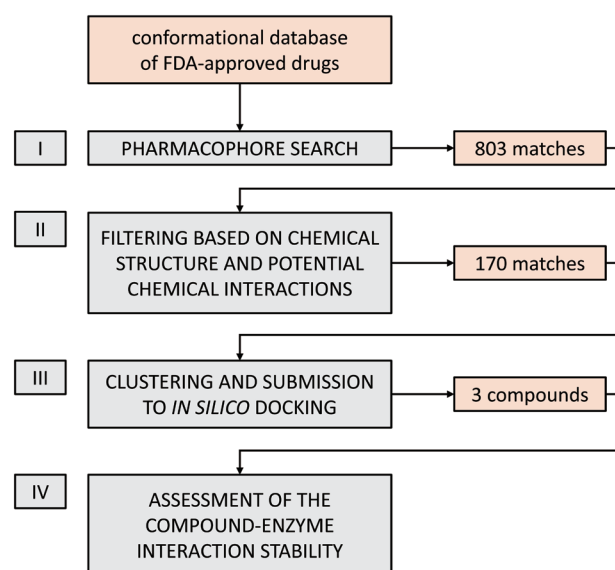 conformational database
of FDA-approved drugs
I
PHARMACOPHORE SEARCH
803 matches
II
FILTERING BASED ON CHEMICAL
STRUCTURE AND POTENTIAL
CHEMICAL INTERACTIONS
170 matches
III
CLUSTERING AND SUBMISSION
TO IN SILICO DOCKING
3 compounds
IV
ASSESSMENT OF THE
COMPOUND-ENZYME
INTERACTION STABILITY